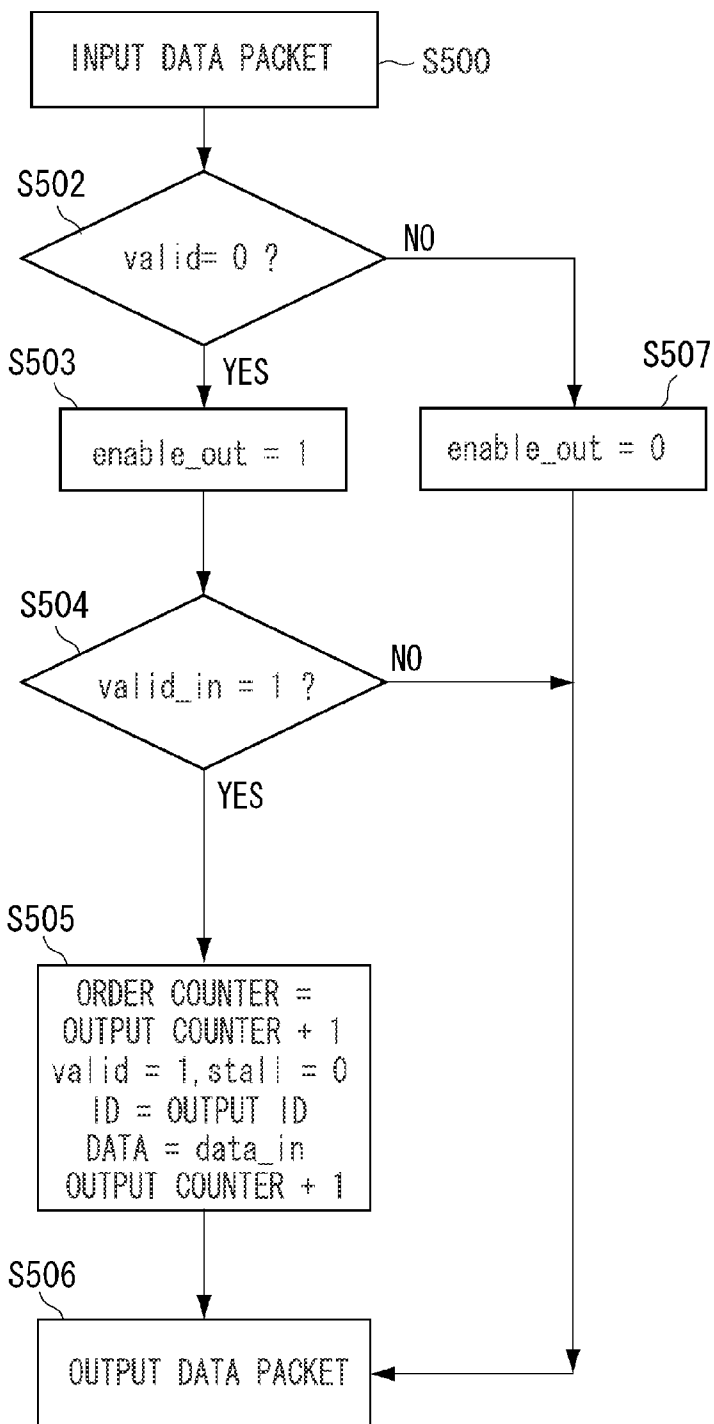 INPUT DATA PACKET
S500
S502
valid= 0 ?
NO
YES
S503
enable_out = 1
S507
enable_out = 0
S504
valid_in = 1 ?
NO
YES
S505
ORDER COUNTER =
OUTPUT COUNTER + 1
valid = 1, stall = 0
ID = OUTPUT ID
DATA = data_in
OUTPUT COUNTER + 1
S506
OUTPUT DATA PACKET